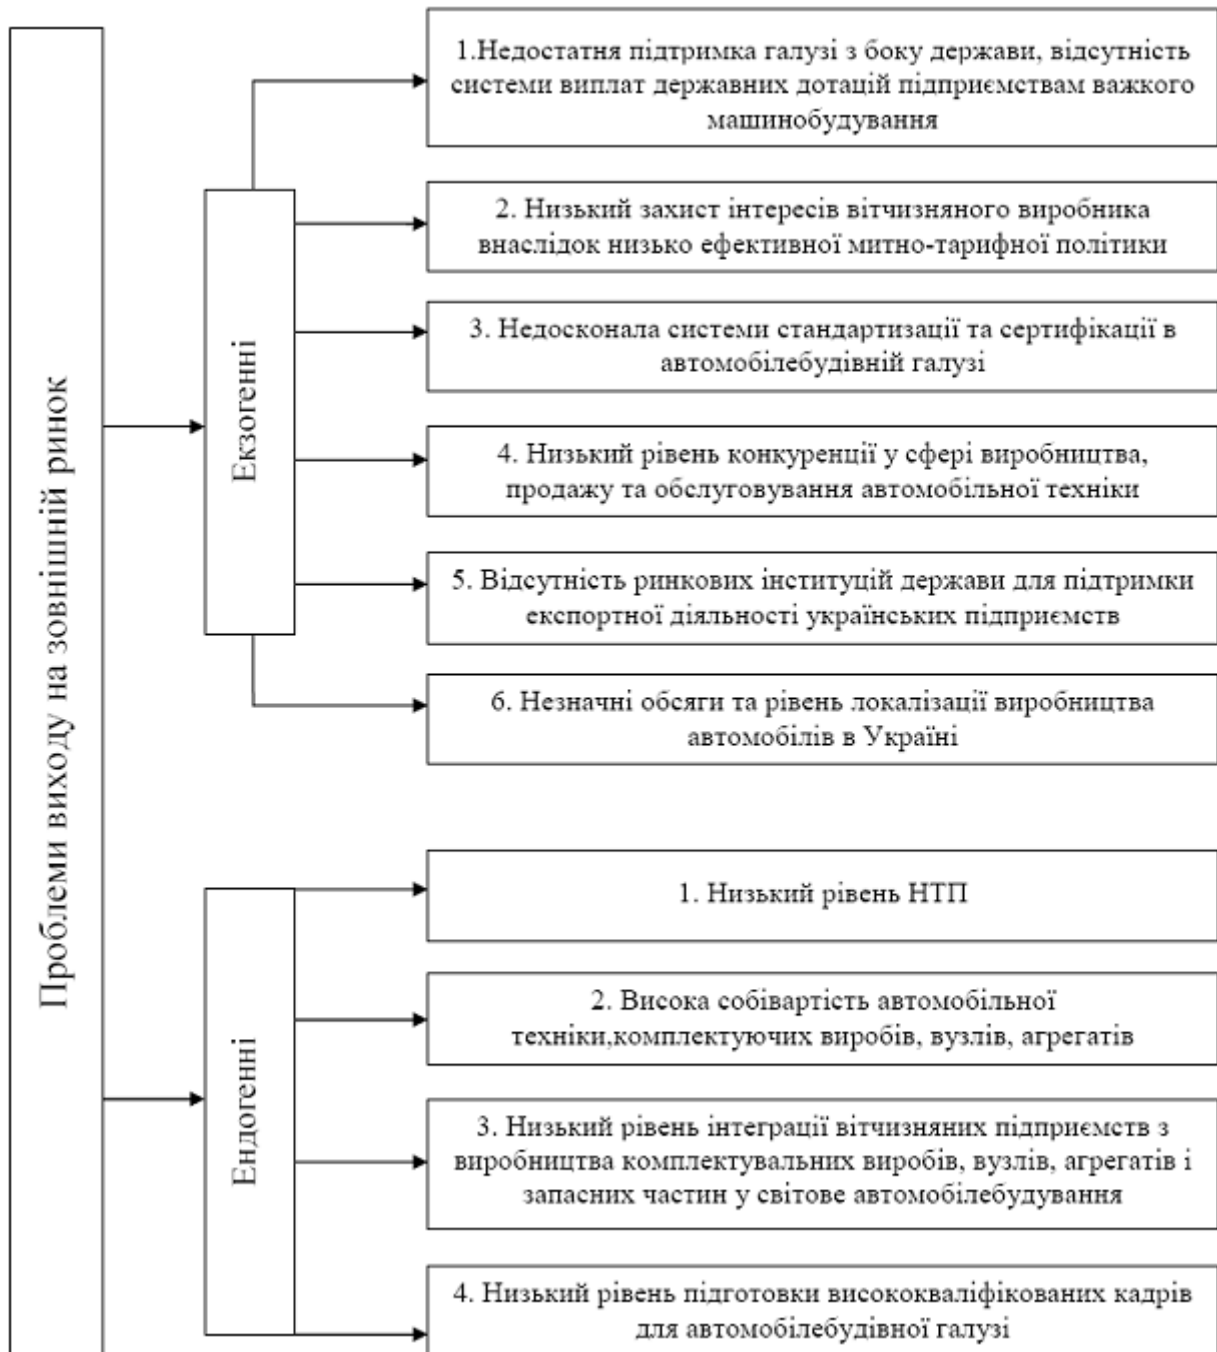 Проблеми виходу на зовнішній ринок
Екзогенні
1.Недостатня підтримка галузі з боку держави, відсутність
системи виплат державних дотацій підприємствам важкого
машинобудування
2. Низький захист інтересів вітчизняного виробника
внаслідок низько ефективної митно-тарифної політики
3. Недосконала системи стандартизації та сертифікації в
автомобілебудівній галузі
4. Низький рівень конкуренції у сфері виробництва,
продажу та обслуговування автомобільної техніки
5. Відсутність ринкових інституцій держави для підтримки
експортної діяльності українських підприємств
6. Незначні обсяги та рівень локалізації виробництва
автомобілів в Україні
Ендогенні
1. Низький рівень НТП
2. Висока собівартість автомобільної
техніки,комплектуючих виробів, вузлів, агрегатів
3. Низький рівень інтеграції вітчизняних підприємств з
виробництва комплектувальних виробів, вузлів, агрегатів і
запасних частин у світове автомобілебудування
4. Низький рівень підготовки висококваліфікованих кадрів
для автомобілебудівної галузі